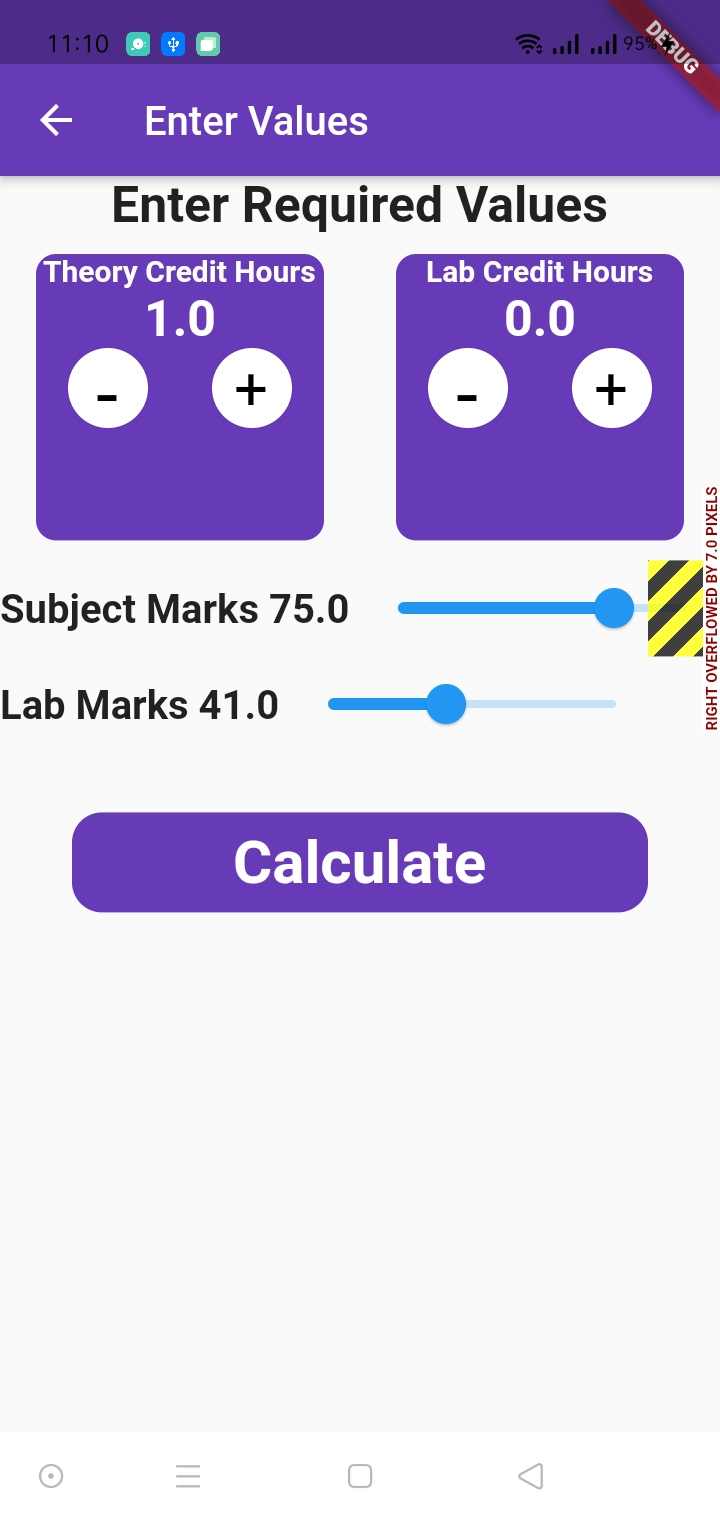 11:10 95%
DEBUG
Enter Values
Enter Required Values
Theory Credit Hours
1.0
- +
Lab Credit Hours
0.0
- +
Subject Marks 75.0
RIGHT OVERFLOWED BY 7.0 PIXELS
Lab Marks 41.0
Calculate